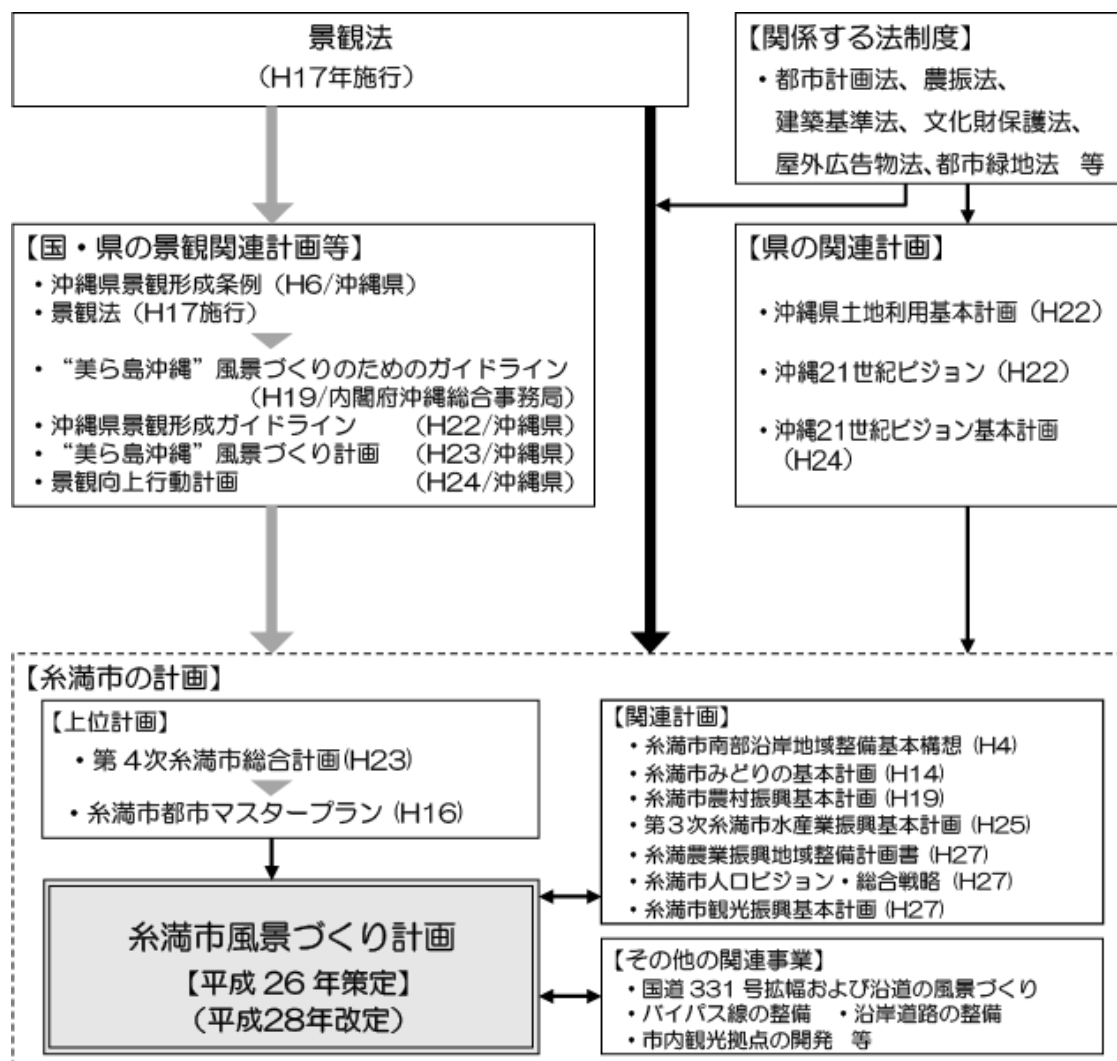 景観法
（H17年施行）
【関係する法制度】
・都市計画法、農振法、
建築基準法、文化財保護法、
屋外広告物法、都市緑地法　等
【国・県の景観関連計画等】
・沖縄県景観形成条例（H6/沖縄県）
・景観法（H17施行）
・“美ら島沖縄”風景づくりのためのガイドライン
（H19/内閣府沖縄総合事務局）
・沖縄県景観形成ガイドライン　（H22/沖縄県）
・“美ら島沖縄”風景づくり計画　（H23/沖縄県）
・景観向上行動計画　（H24/沖縄県）
【県の関連計画】
・沖縄県土地利用基本計画（H22）
・沖縄21世紀ビジョン（H22）
・沖縄21世紀ビジョン基本計画
（H24）
【糸満市の計画】
【上位計画】
・第4次糸満市総合計画(H23)
・糸満市都市マスタープラン (H16)
糸満市風景づくり計画
【平成 26 年策定】
（平成28年改定）
【関連計画】
・糸満市南部沿岸地域整備基本構想 (H4)
・糸満市みどりの基本計画 (H14)
・糸満市農村振興基本計画 (H19)
・第3次糸満市水産業振興基本計画 (H25)
・糸満農業振興地域整備計画書 (H27)
・糸満市人口ビジョン・総合戦略 (H27)
・糸満市観光振興基本計画 (H27)
【その他の関連事業】
・国道 331 号拡幅および沿道の風景づくり
・バイパス線の整備　・沿岸道路の整備
・市内観光拠点の開発　等